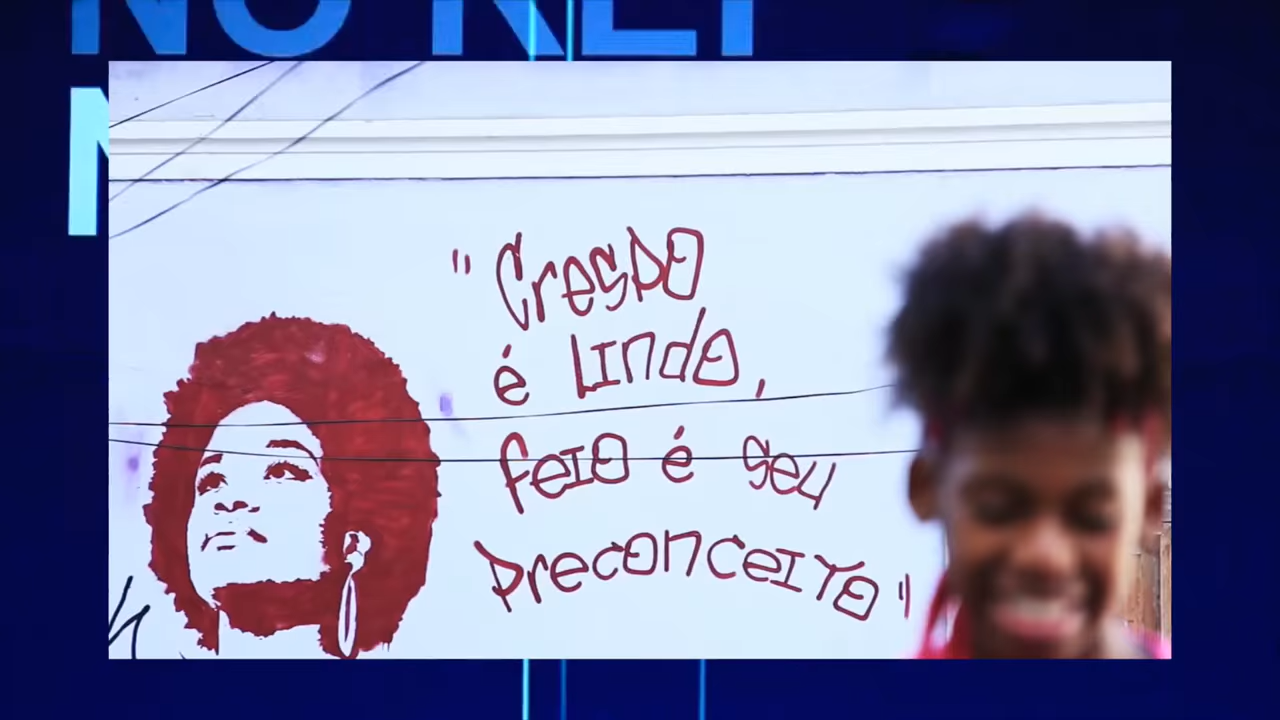 "Crespo
é lindo,
feio é seu
preconceito"